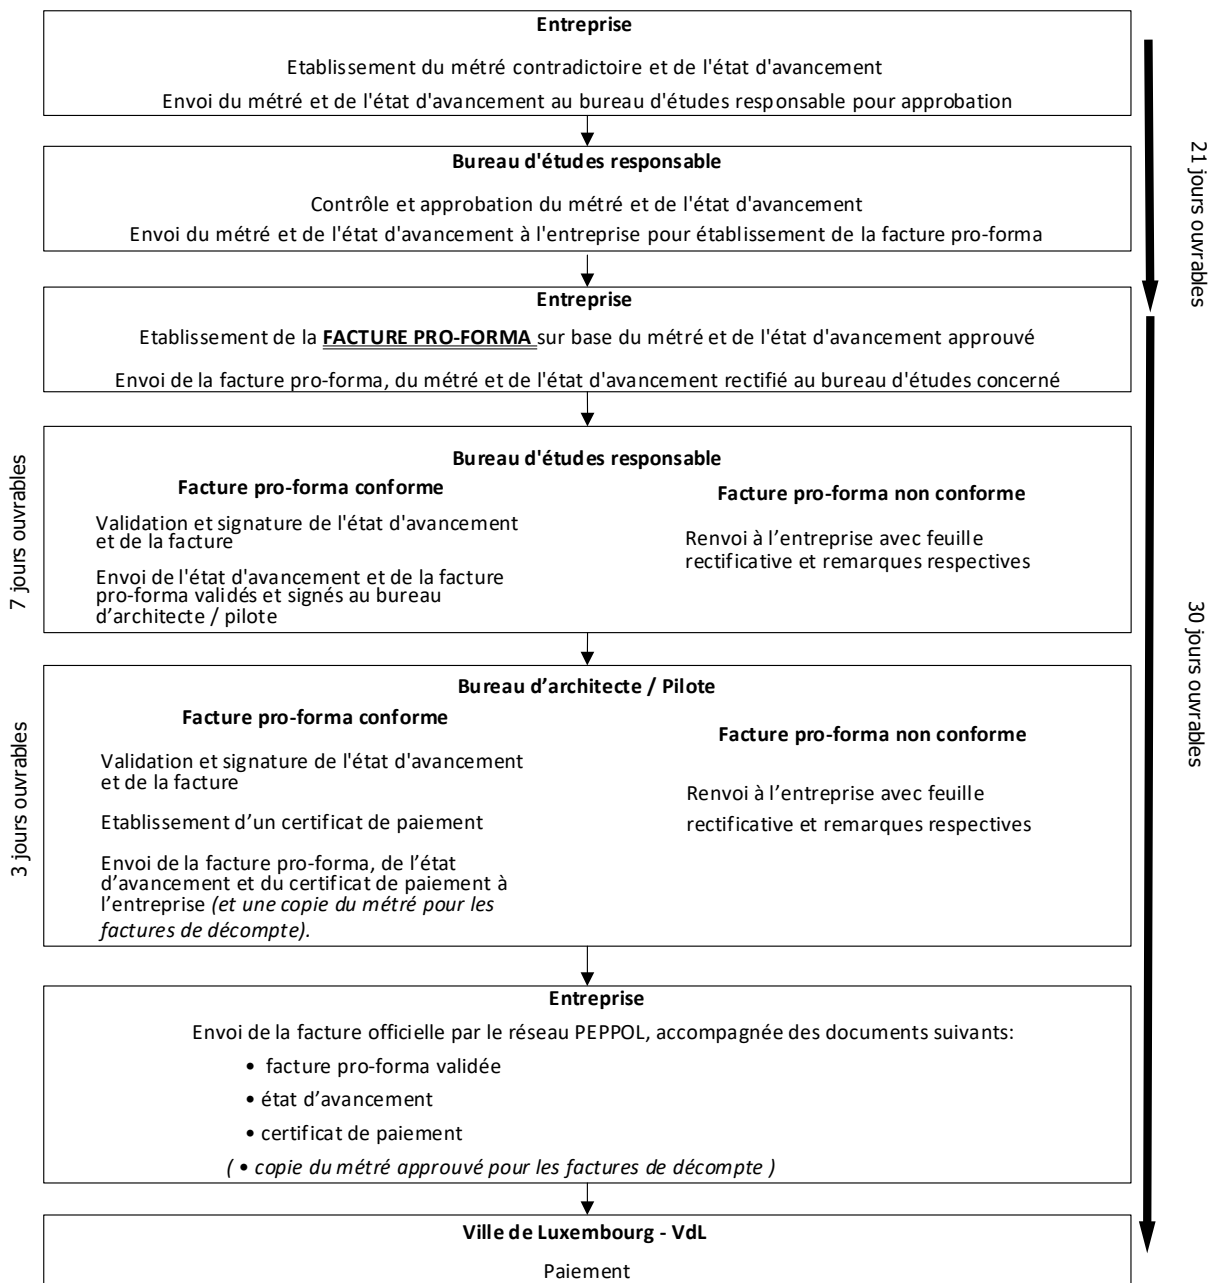 Entreprise
Etablissement du métré contradictoire et de l'état d'avancement
Envoi du métré et de l'état d'avancement au bureau d'études responsable pour approbation
21 jours ouvrables
Bureau d'études responsable
Contrôle et approbation du métré et de l'état d'avancement
Envoi du métré et de l'état d'avancement à l'entreprise pour établissement de la facture pro-forma
Entreprise
Etablissement de la FACTURE PRO-FORMA sur base du métré et de l'état d'avancement approuvé
Envoi de la facture pro-forma, du métré et de l'état d'avancement rectifié au bureau d'études concerné
7 jours ouvrables
Bureau d'études responsable
Facture pro-forma conforme
Validation et signature de l'état d'avancement
et de la facture
Envoi de l'état d'avancement et de la facture
pro-forma validés et signés au bureau
d’architecte / pilote
Facture pro-forma non conforme
Renvoi à l’entreprise avec feuille
rectificative et remarques respectives
30 jours ouvrables
3 jours ouvrables
Bureau d’architecte / Pilote
Facture pro-forma conforme
Validation et signature de l'état d'avancement
et de la facture
Etablissement d’un certificat de paiement
Envoi de la facture pro-forma, de l’état
d’avancement et du certificat de paiement à
l’entreprise (et une copie du métré pour les
factures de décompte).
Facture pro-forma non conforme
Renvoi à l’entreprise avec feuille
rectificative et remarques respectives
Entreprise
Envoi de la facture officielle par le réseau PEPPOL, accompagnée des documents suivants:
• facture pro-forma validée
• état d’avancement
• certificat de paiement
( • copie du métré approuvé pour les factures de décompte )
Ville de Luxembourg - VdL
Paiement